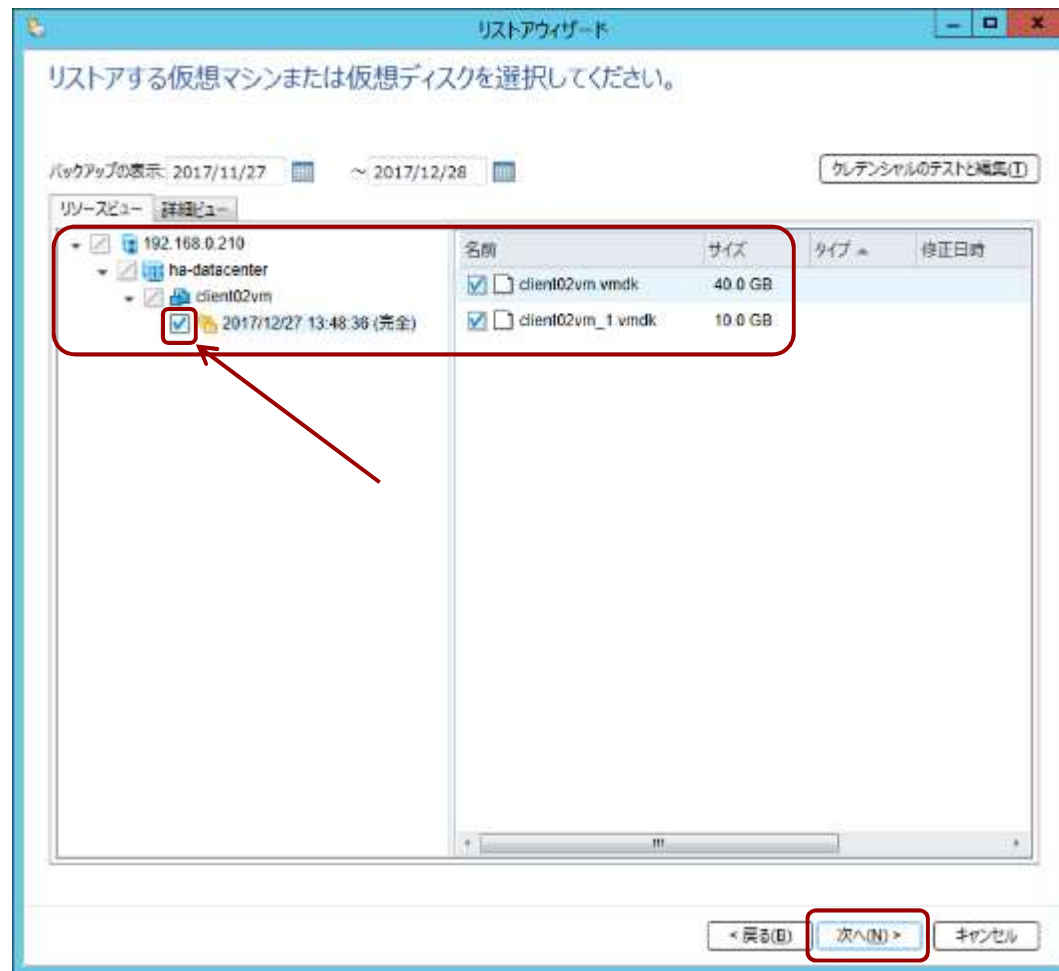 リストアウィザード
リストアする仮想マシンまたは仮想ディスクを選択してください。
バックアップの表示: 2017/11/27 ～ 2017/12/28 クレデンシャルのテストと編集(T)
リソースビュー 詳細ビュー
192.168.0.210
ha-datacenter
client02vm
2017/12/27 13:48:36 (完全)
名前 サイズ タイプ 修正日時
client02vm.vmdk 40.0 GB
client02vm_1.vmdk 10.0 GB
< 戻る(B) 次へ(N) > キャンセル